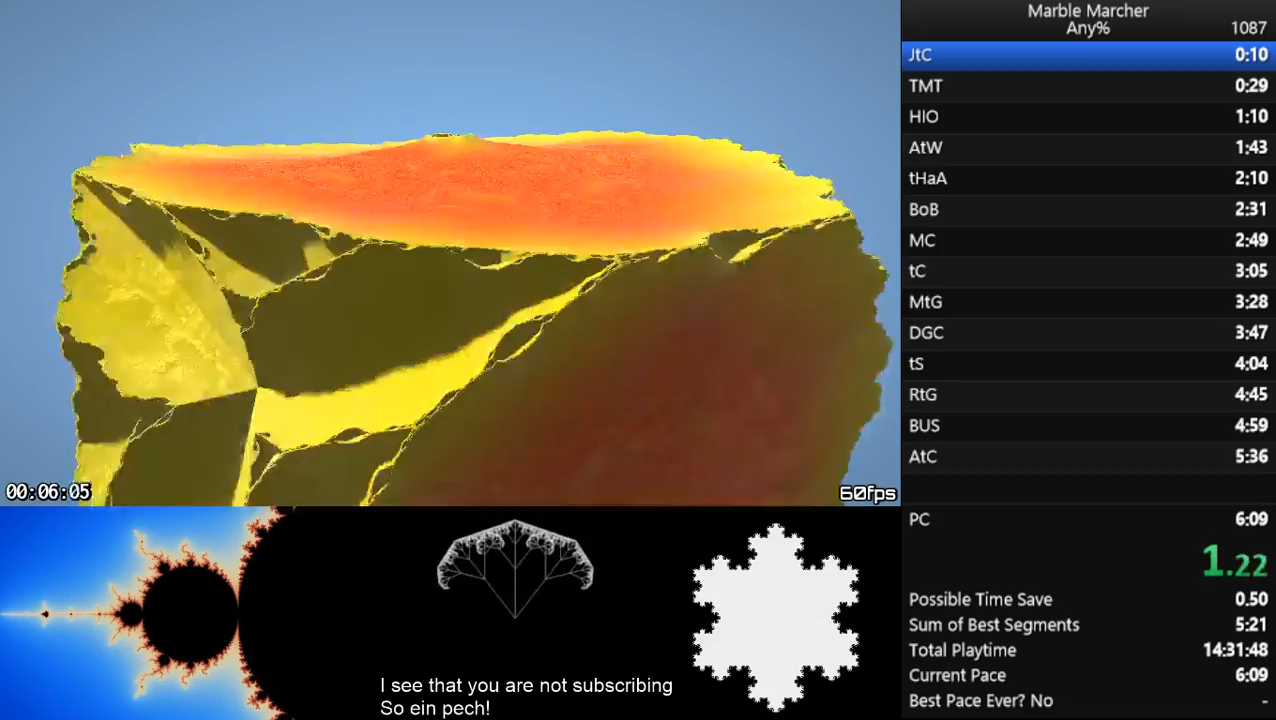 Marble Marcher
Any% 1087
JtC 0:10
TMT 0:29
HIO 1:10
AtW 1:43
tHaA 2:10
BoB 2:31
MC 2:49
tC 3:05
MtG 3:28
DGC 3:47
tS 4:04
RtG 4:45
BUS 4:59
AtC 5:36
PC 6:09
1.22
Possible Time Save 0.50
Sum of Best Segments 5:21
Total Playtime 14:31:48
Current Pace 6:09
Best Pace Ever? No -
00:06:05 60fps
I see that you are not subscribing
So ein pech!